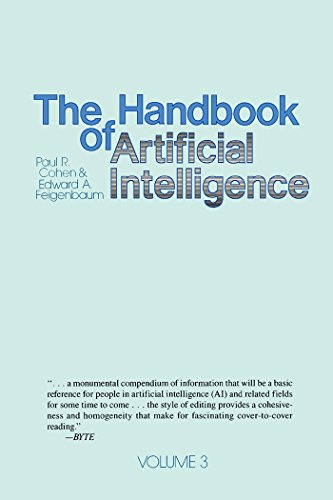 The Handbook
of Artificial
Intelligence
Paul R.
Cohen &
Edward A.
Feigenbaum
". . . a monumental compendium of information that will be a basic
reference for people in artificial intelligence (AI) and related fields
for some time to come . . . the style of editing provides a cohesive-
ness and homogeneity that make for fascinating cover-to-cover
reading."
—BYTE
VOLUME 3